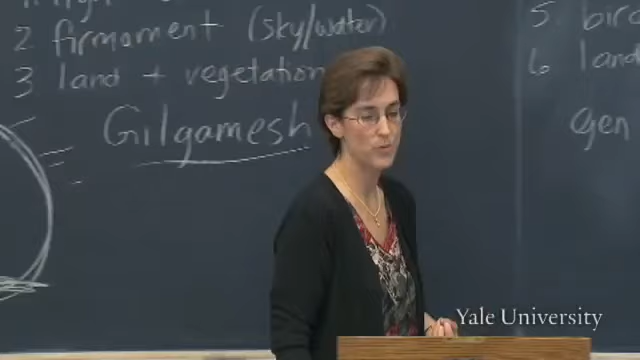 2 firmament (sky/water)
3 land + vegetation
Gilgamesh
5. bird
6 land
gen
Yale University